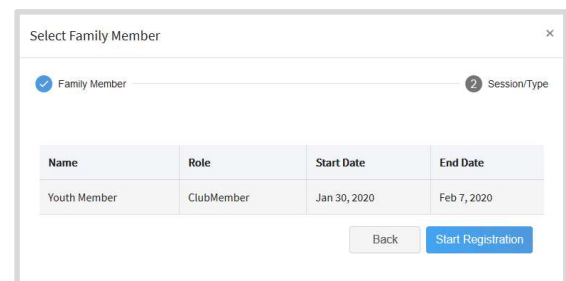 Select Family Member ×
Family Member 2 Session/Type
Name Role Start Date End Date
Youth Member ClubMember Jan 30, 2020 Feb 7, 2020
Back Start Registration